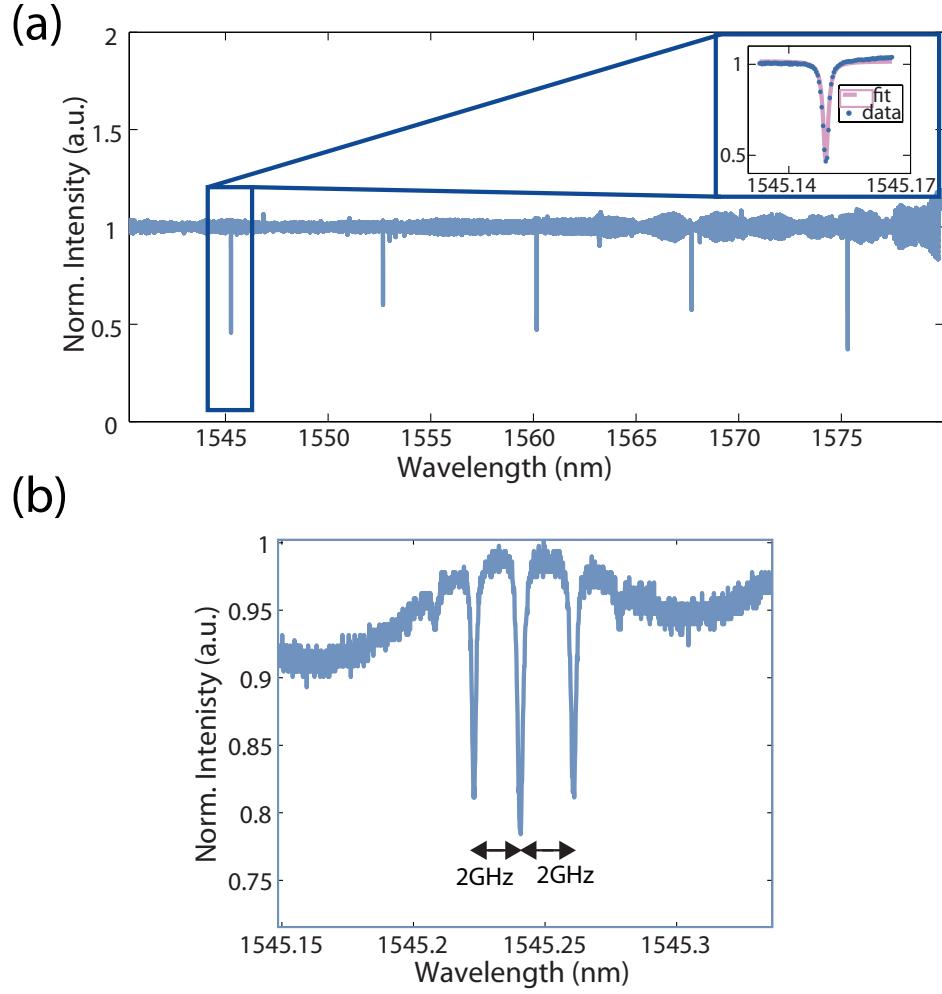 (a)
2
1.5
1
0.5
0
Norm. Intensity (a.u.)
1545 1550 1555 1560 1565 1570 1575
Wavelength (nm)
1
0.5
fit
data
1545.14 1545.17
(b)
1
0.95
0.9
0.85
0.8
0.75
Norm. Intenisty (a.u.)
2GHz 2GHz
1545.15 1545.2 1545.25 1545.3
Wavelength (nm)